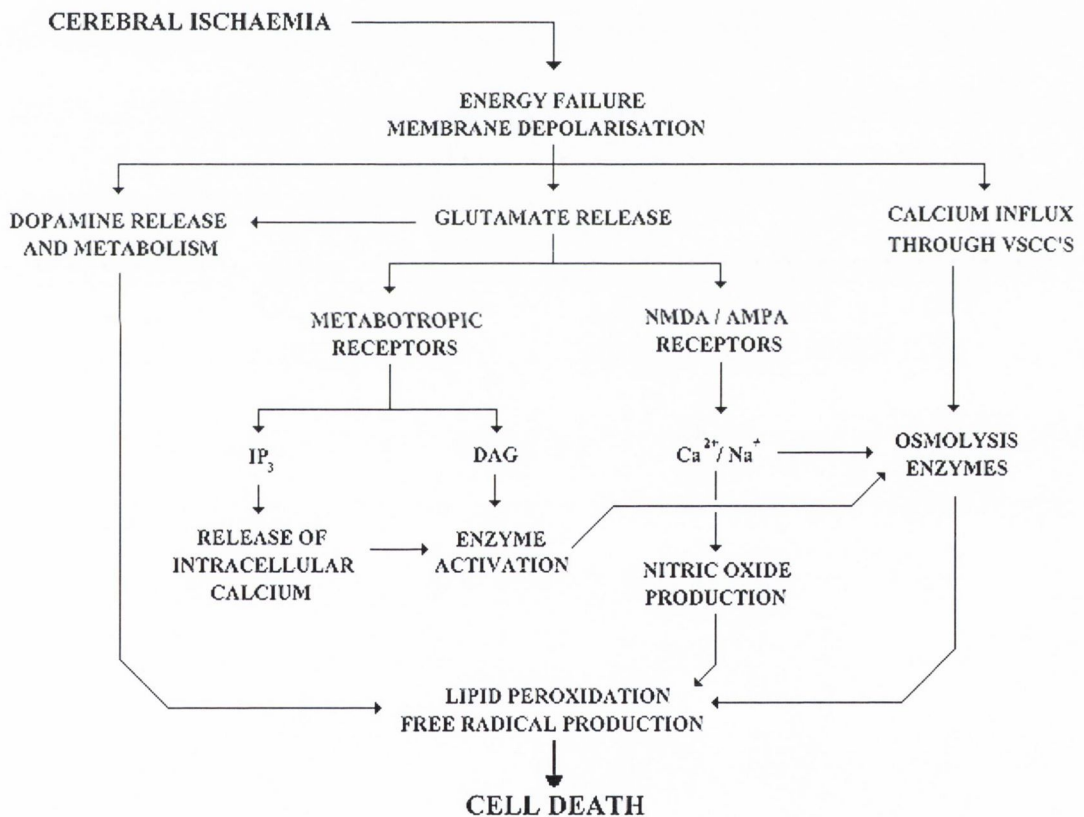 CEREBRAL ISCHAEMIA
ENERGY FAILURE
MEMBRANE DEPOLARISATION
DOPAMINE RELEASE
AND METABOLISM
GLUTAMATE RELEASE
CALCIUM INFLUX
THROUGH VSCC'S
METABOTROPIC
RECEPTORS
NMDA / AMPA
RECEPTORS
IP₃
DAG
Ca²⁺/ Na⁺
OSMOLYSIS
ENZYMES
RELEASE OF
INTRACELLULAR
CALCIUM
ENZYME
ACTIVATION
NITRIC OXIDE
PRODUCTION
LIPID PEROXIDATION
FREE RADICAL PRODUCTION
CELL DEATH